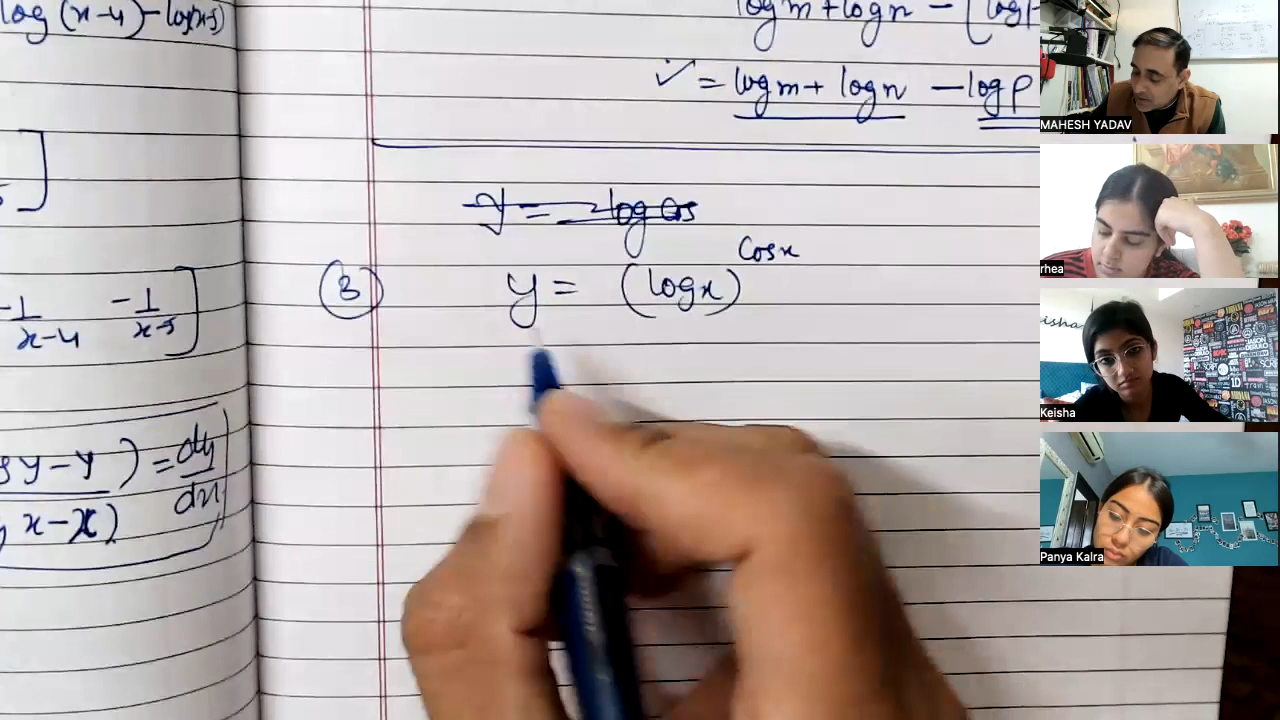 log (x-4) - log(x-5)
log m + log n - (log p
✓ = log m + log n - log p
]
-1/x-4 -1/x-5 ]
y - y ) = dy/dx
x - x )
y = log cos
(3) y = (log x)^cos x
MAHESH YADAV
rhea
Keisha
Panya Kalra